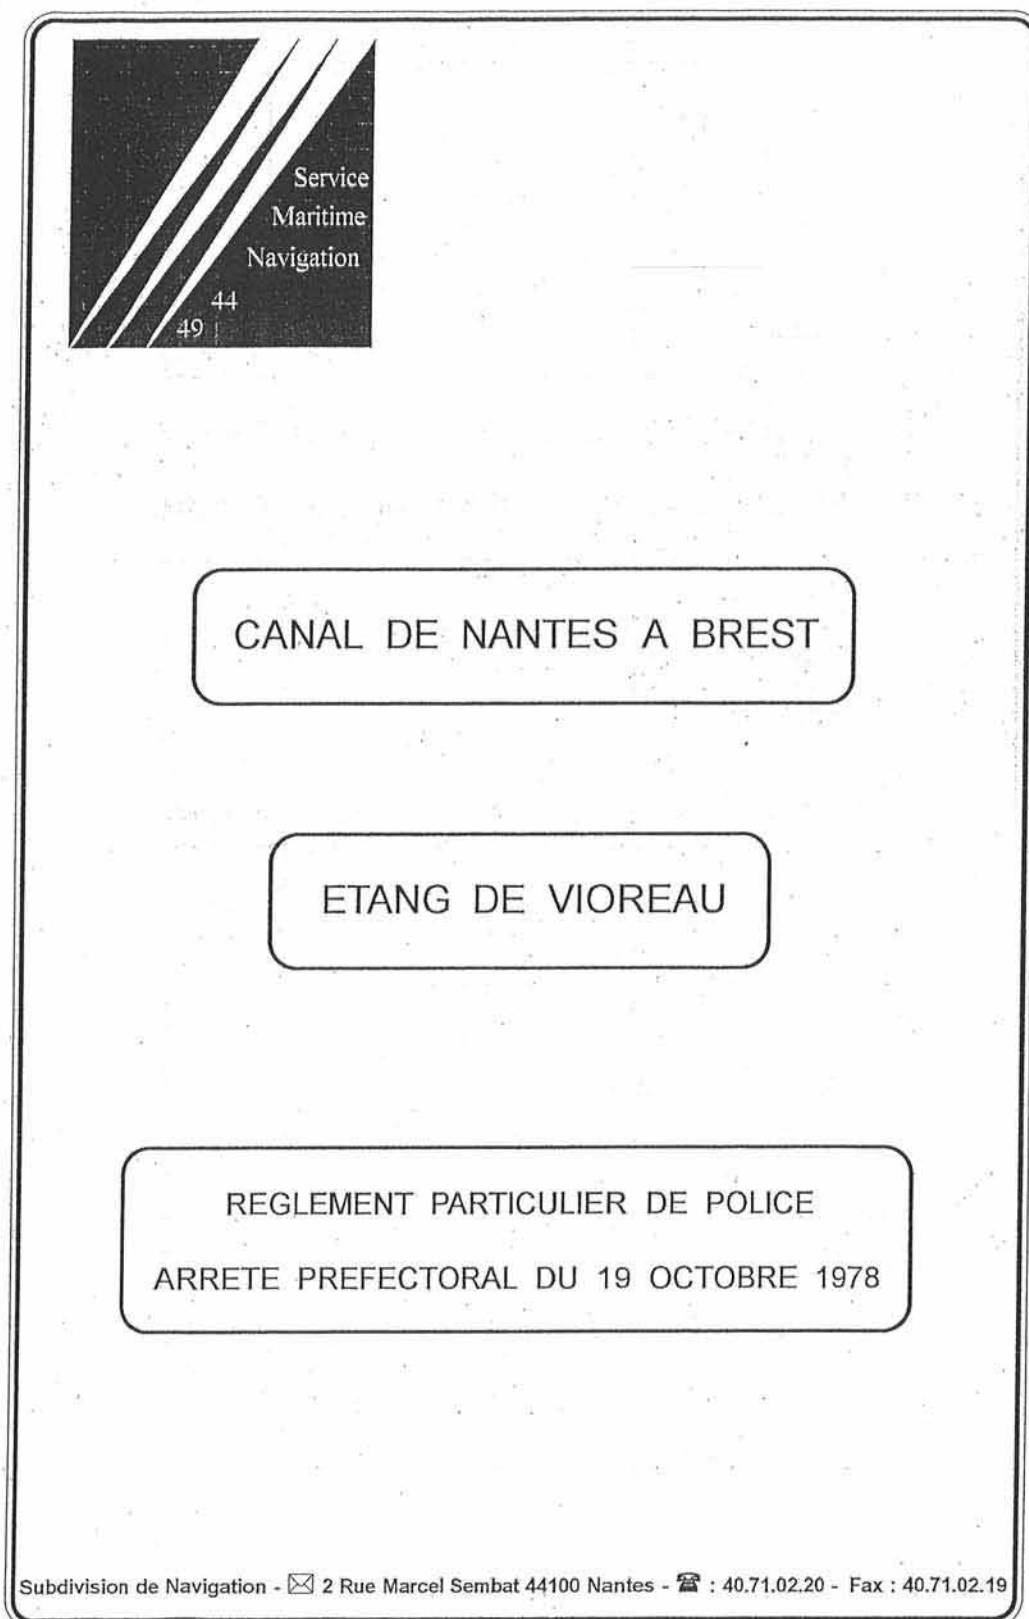 Service
Maritime
Navigation
44
49
CANAL DE NANTES A BREST
ETANG DE VIOREAU
REGLEMENT PARTICULIER DE POLICE
ARRETE PREFECTORAL DU 19 OCTOBRE 1978
Subdivision de Navigation - ✉ 2 Rue Marcel Sembat 44100 Nantes - ☎ : 40.71.02.20 - Fax : 40.71.02.19